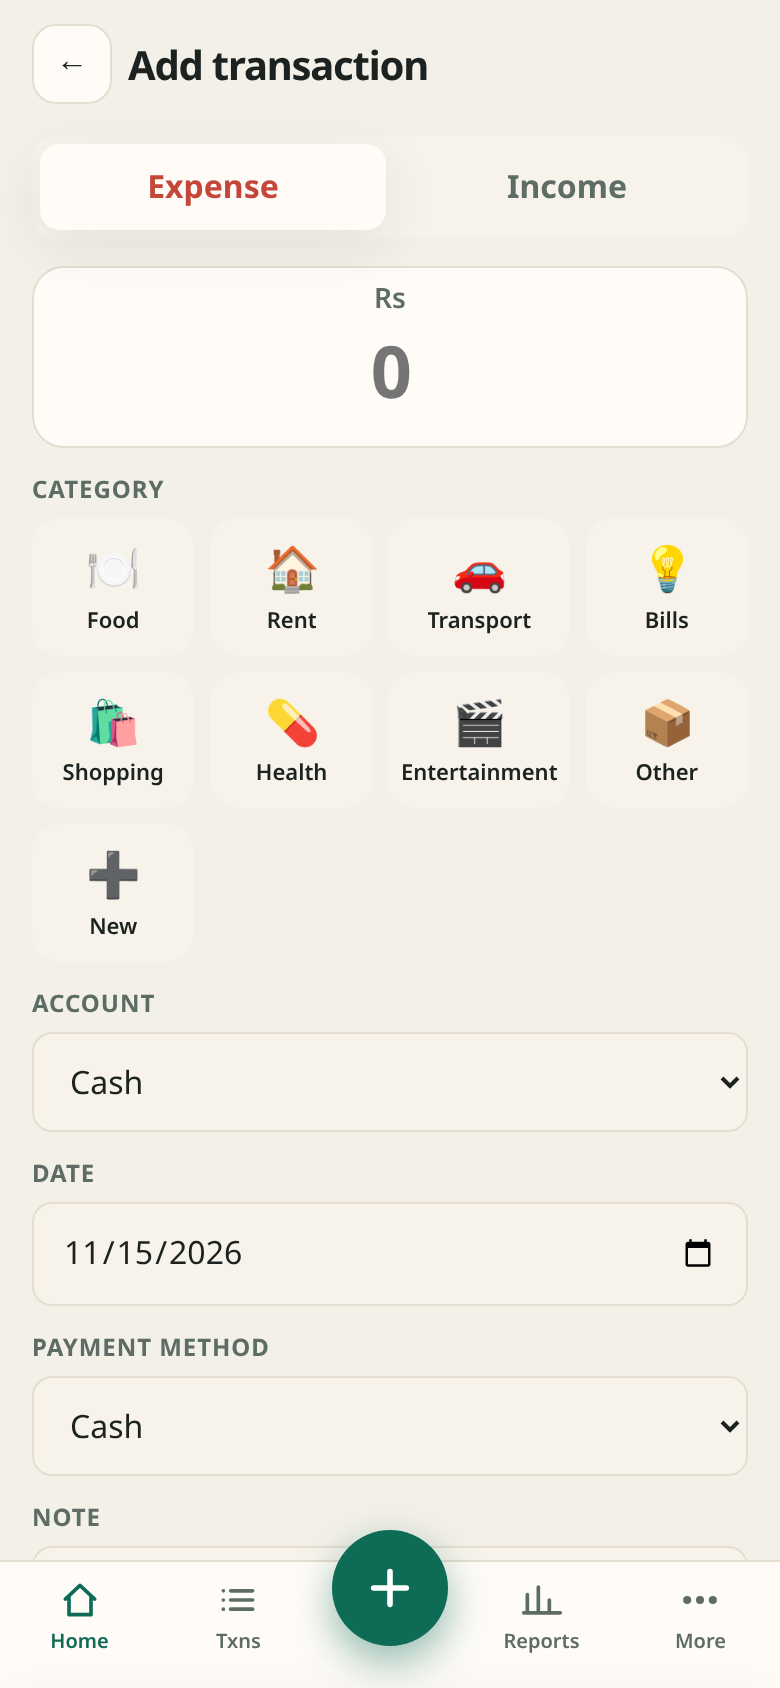 ← Add transaction
Expense Income
Rs
0
CATEGORY
Food Rent Transport Bills
Shopping Health Entertainment Other
New
ACCOUNT
Cash
DATE
11/15/2026
PAYMENT METHOD
Cash
NOTE
Home Txns Reports More